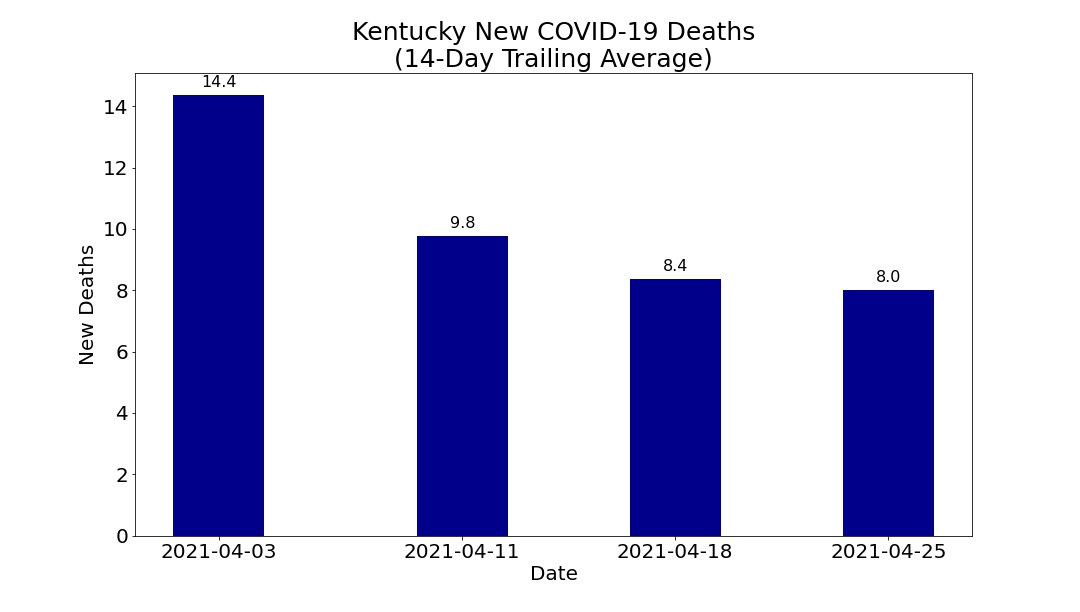 Kentucky New COVID-19 Deaths
(14-Day Trailing Average)
14.4
9.8
8.4
8.0
New Deaths
14
12
10
8
6
4
2
0
2021-04-03 2021-04-11 2021-04-18 2021-04-25
Date